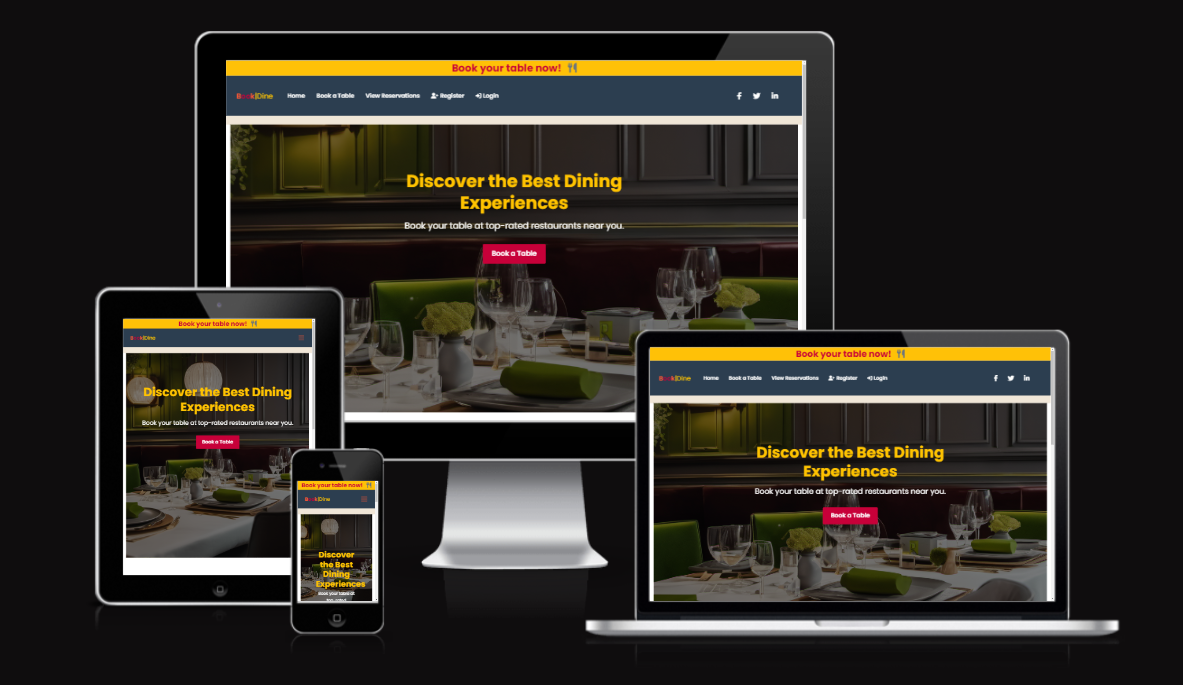 Book your table now!
Book|Dine Home Book a Table View Reservations Register Login
Discover the Best Dining
Experiences
Book your table at top-rated restaurants near you.
Book a Table
Book your table now!
Book|Dine
Discover the Best Dining
Experiences
Book your table at top-rated restaurants near you.
Book a Table
Book your table now!
Book|Dine
Discover
the Best
Dining
Experiences
Book your table at
top-rated
Book your table now!
Book|Dine Home Book a Table View Reservations Register Login
Discover the Best Dining
Experiences
Book your table at top-rated restaurants near you.
Book a Table